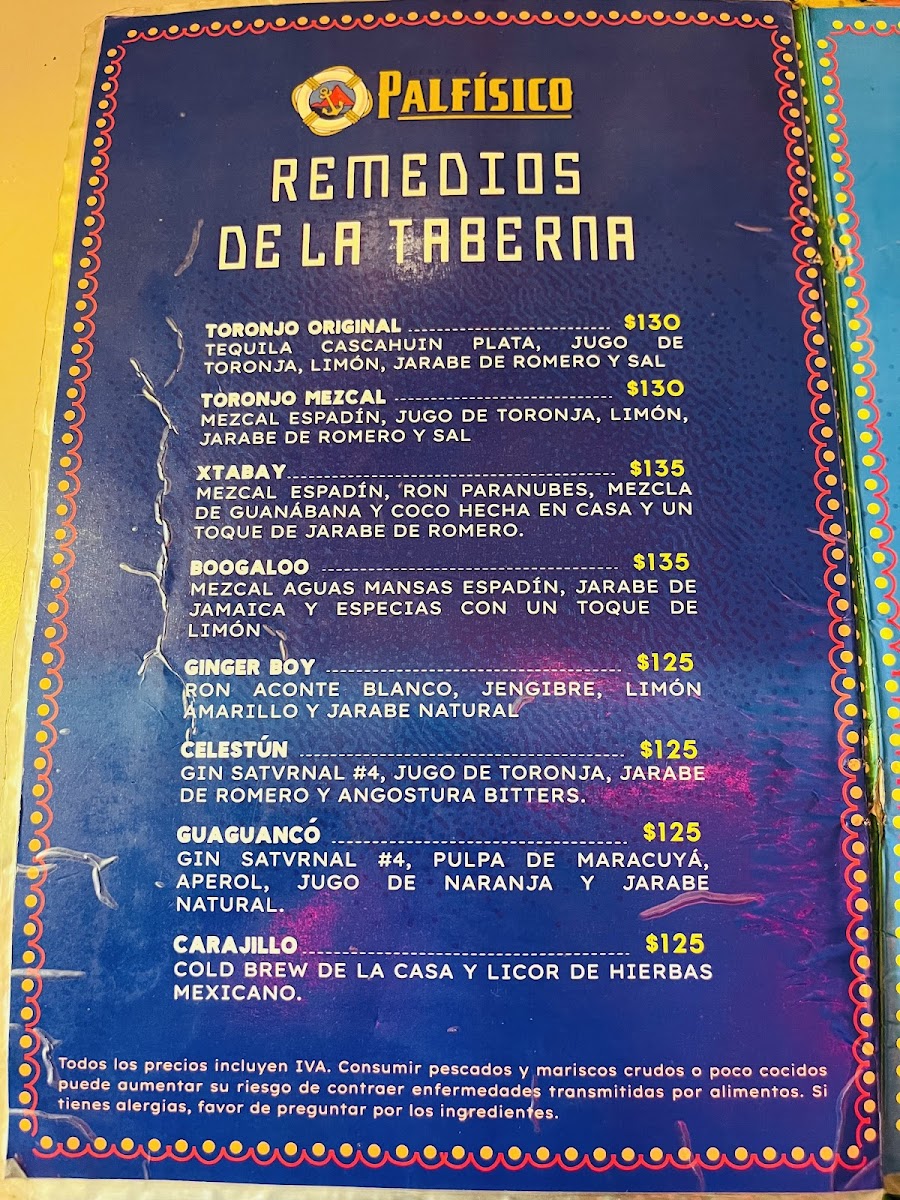 PALFÍSICO
REMEDIOS
DE LA TABERNA
TORONJO ORIGINAL $130
TEQUILA CASCAHUIN PLATA, JUGO DE
TORONJA, LIMÓN, JARABE DE ROMERO Y SAL
TORONJO MEZCAL $130
MEZCAL ESPADÍN, JUGO DE TORONJA, LIMÓN,
JARABE DE ROMERO Y SAL
XTABAY $135
MEZCAL ESPADÍN, RON PARANUBES, MEZCLA
DE GUANÁBANA Y COCO HECHA EN CASA Y UN
TOQUE DE JARABE DE ROMERO.
BOOGALOO $135
MEZCAL AGUAS MANSAS ESPADÍN, JARABE DE
JAMAICA Y ESPECIAS CON UN TOQUE DE
LIMÓN
GINGER BOY $125
RON ACONTE BLANCO, JENGIBRE, LIMÓN
AMARILLO Y JARABE NATURAL
CELESTÚN $125
GIN SATVRNAL #4, JUGO DE TORONJA, JARABE
DE ROMERO Y ANGOSTURA BITTERS.
GUAGUANCÓ $125
GIN SATVRNAL #4, PULPA DE MARACUYÁ,
APEROL, JUGO DE NARANJA Y JARABE
NATURAL.
CARAJILLO $125
COLD BREW DE LA CASA Y LICOR DE HIERBAS
MEXICANO.
Todos los precios incluyen IVA. Consumir pescados y mariscos crudos o poco cocidos
puede aumentar su riesgo de contraer enfermedades transmitidas por alimentos. Si
tienes alergias, favor de preguntar por los ingredientes.